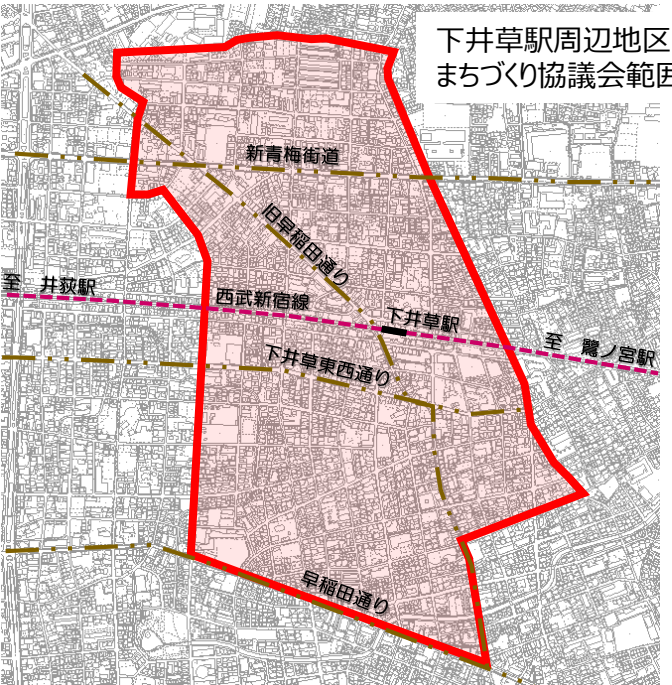 下井草駅周辺地区
まちづくり協議会範囲
新青梅街道
旧早稲田通り
至　井荻駅
西武新宿線
下井草駅
至　鷺ノ宮駅
下井草東西通り
早稲田通り